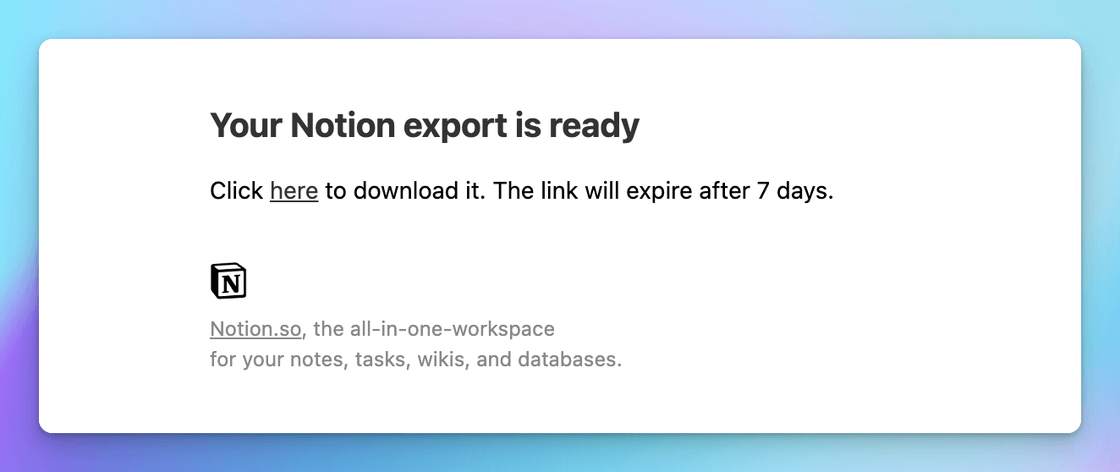 Your Notion export is ready
Click here to download it. The link will expire after 7 days.
N
Notion.so, the all-in-one-workspace
for your notes, tasks, wikis, and databases.